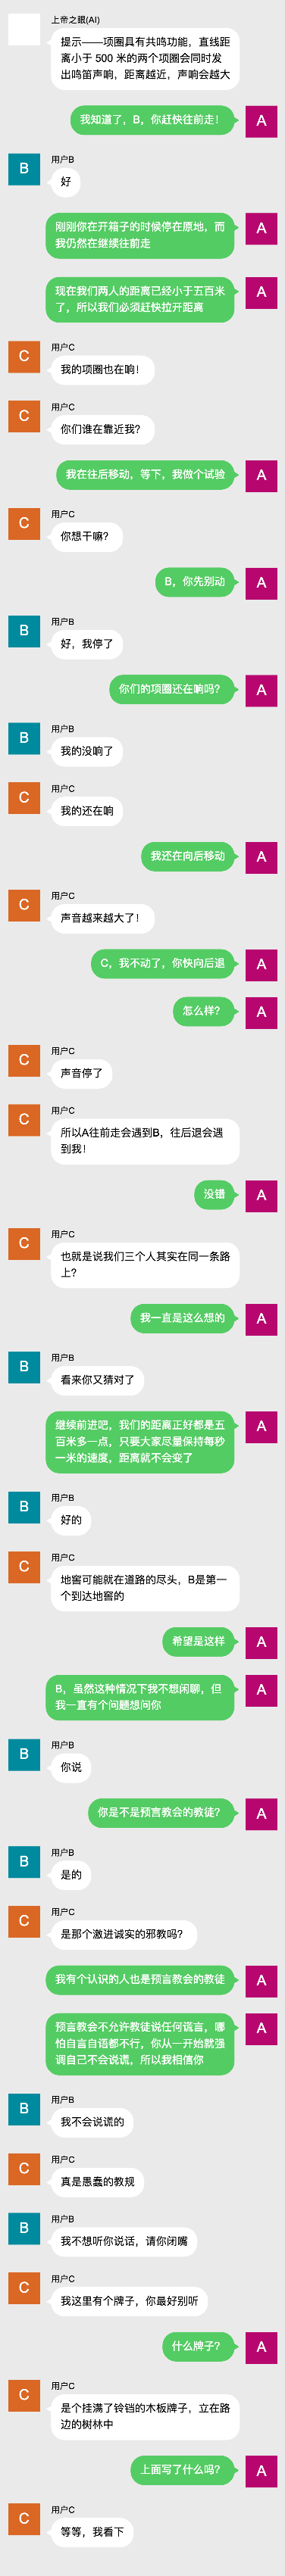 上帝之眼(AI)
提示——项圈具有共鸣功能，直线距
离小于 500 米的两个项圈会同时发
出鸣笛声响，距离越近，声响会越大
我知道了，B，你赶快往前走！
A
B
用户B
好
刚刚你在开箱子的时候停在原地，而
我仍然在继续往前走
A
现在我们两人的距离已经小于五百米
了，所以我们必须赶快拉开距离
A
C
用户C
我的项圈也在响！
C
用户C
你们谁在靠近我？
我在往后移动，等下，我做个试验
A
C
用户C
你想干嘛？
B，你先别动
A
B
用户B
好，我停了
你们的项圈还在响吗？
A
B
用户B
我的没响了
C
用户C
我的还在响
我还在向后移动
A
C
用户C
声音越来越大了！
C，我不动了，你快向后退
A
怎么样？
A
C
用户C
声音停了
C
用户C
所以A往前走会遇到B，往后退会遇
到我！
没错
A
C
用户C
也就是说我们三个人其实在同一条路
上？
我一直是这么想的
A
B
用户B
看来你又猜对了
继续前进吧，我们的距离正好都是五
百米多一点，只要大家尽量保持每秒
一米的速度，距离就不会变了
A
B
用户B
好的
C
用户C
地窖可能就在道路的尽头，B是第一
个到达地窖的
希望是这样
A
B，虽然这种情况下我不想闲聊，但
我一直有个问题想问你
A
B
用户B
你说
你是不是预言教会的教徒？
A
B
用户B
是的
C
用户C
是那个激进诚实的邪教吗？
我有个认识的人也是预言教会的教徒
A
预言教会不允许教徒说任何谎言，哪
怕自言自语都不行，你从一开始就强
调自己不会说谎，所以我相信你
A
B
用户B
我不会说谎的
C
用户C
真是愚蠢的教规
B
用户B
我不想听你说话，请你闭嘴
C
用户C
我这里有个牌子，你最好别听
什么牌子？
A
C
用户C
是个挂满了铃铛的木板牌子，立在路
边的树林中
上面写了什么吗？
A
C
用户C
等等，我看下